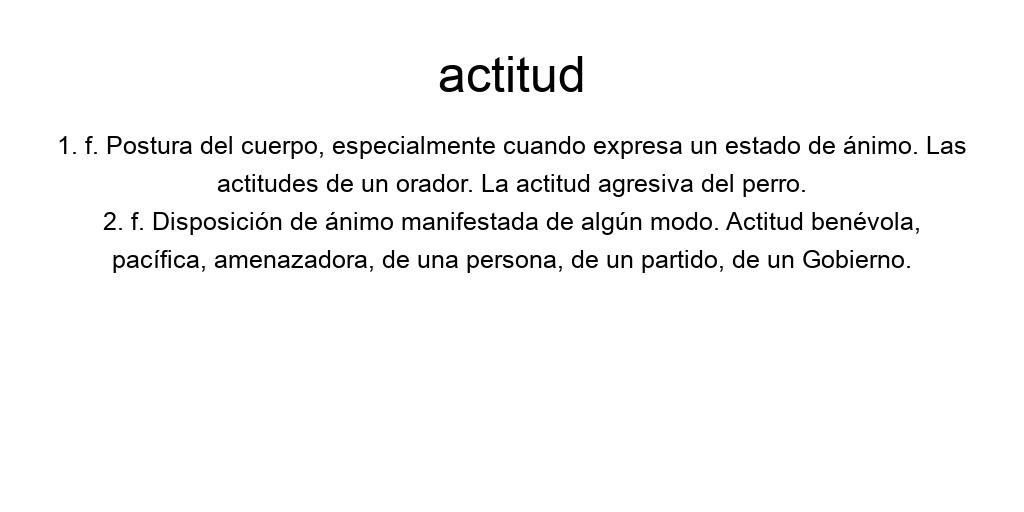 actitud
1. f. Postura del cuerpo, especialmente cuando expresa un estado de ánimo. Las
actitudes de un orador. La actitud agresiva del perro.
2. f. Disposición de ánimo manifestada de algún modo. Actitud benévola,
pacífica, amenazadora, de una persona, de un partido, de un Gobierno.